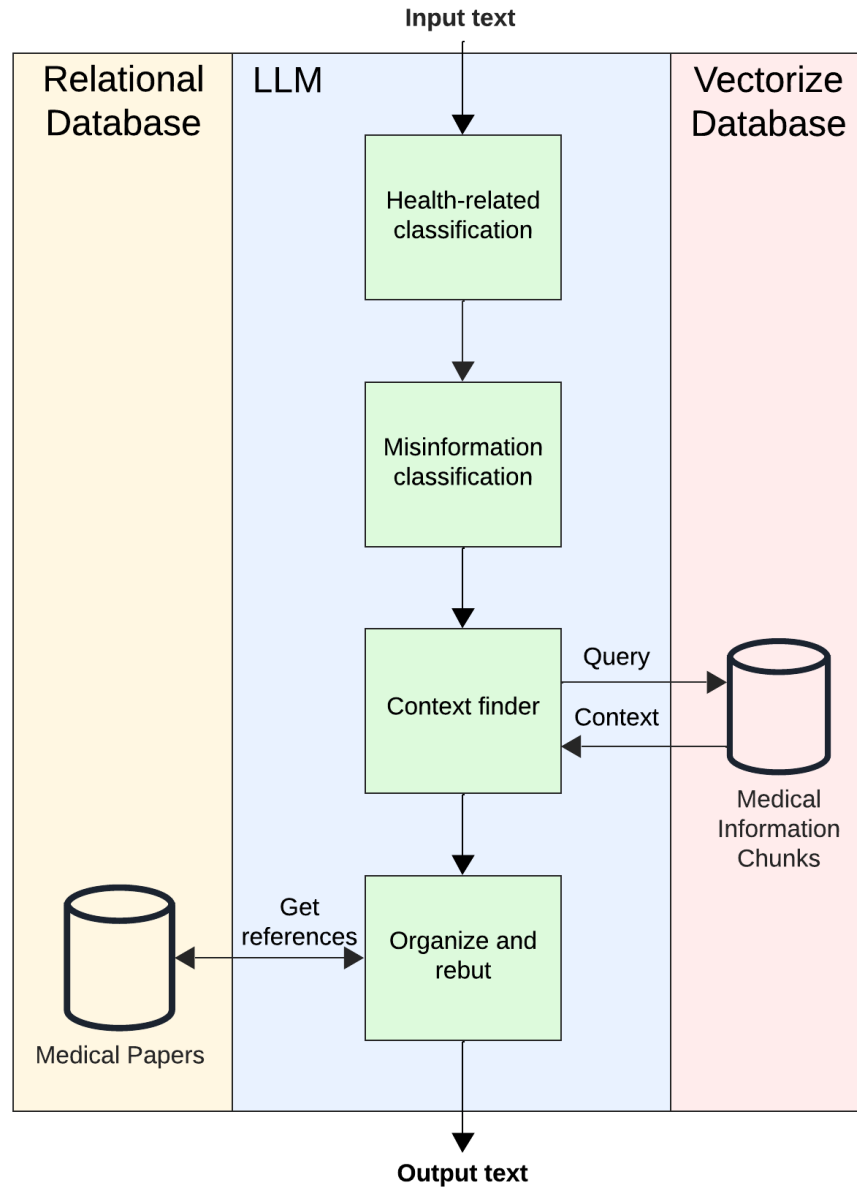 Input text
Relational
Database
LLM
Vectorize
Database
Health-related
classification
Misinformation
classification
Context finder
Query
Context
Medical
Information
Chunks
Get
references
Organize and
rebut
Medical Papers
Output text